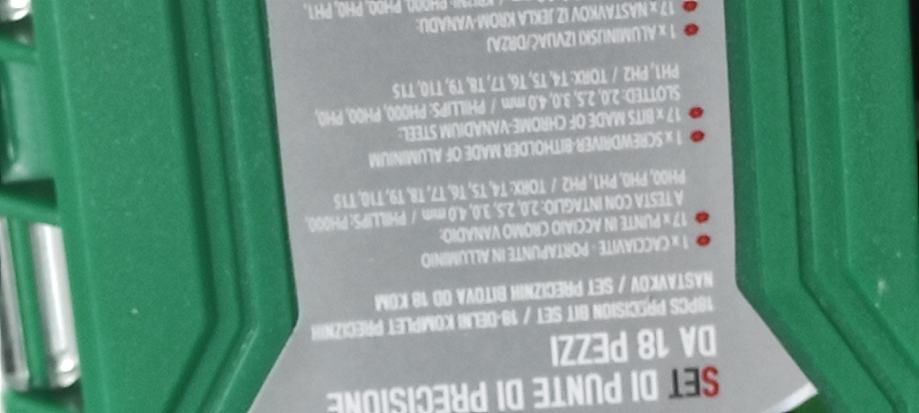 SET DI PUNTE DI PRECISIONE
DA 18 PEZZI
18PCS PRECISION BIT SET / 18-DELNI KOMPLET PRECIZNIH
NASTAVKOV / SET PRECIZNIH BITOVA OD 18 KOM
1 x CACCIAVITE - PORTAPUNTE IN ALLUMINIO
17 x PUNTE IN ACCIAIO CROMO VANADIO:
A TESTA CON INTAGLIO: 2.0, 2.5, 3.0, 4.0 mm / PHILLIPS: PH000,
PH00, PH0, PH1, PH2 / TORX: T4, T5, T6, T7, T8, T9, T10, T15
1 x SCREWDRIVER-BITHOLDER MADE OF ALUMINIUM
17 x BITS MADE OF CHROME-VANADIUM STEEL:
SLOTTED: 2.0, 2.5, 3.0, 4.0 mm / PHILLIPS: PH000, PH00, PH0,
PH1, PH2 / TORX: T4, T5, T6, T7, T8, T9, T10, T15
1 x ALUMINIJSKI IZVIJAČ/DRŽAJ
17 x NASTAVKOV IZ JEKLA KROM-VANADIJ:
PH000, PH00, PH0, PH1,